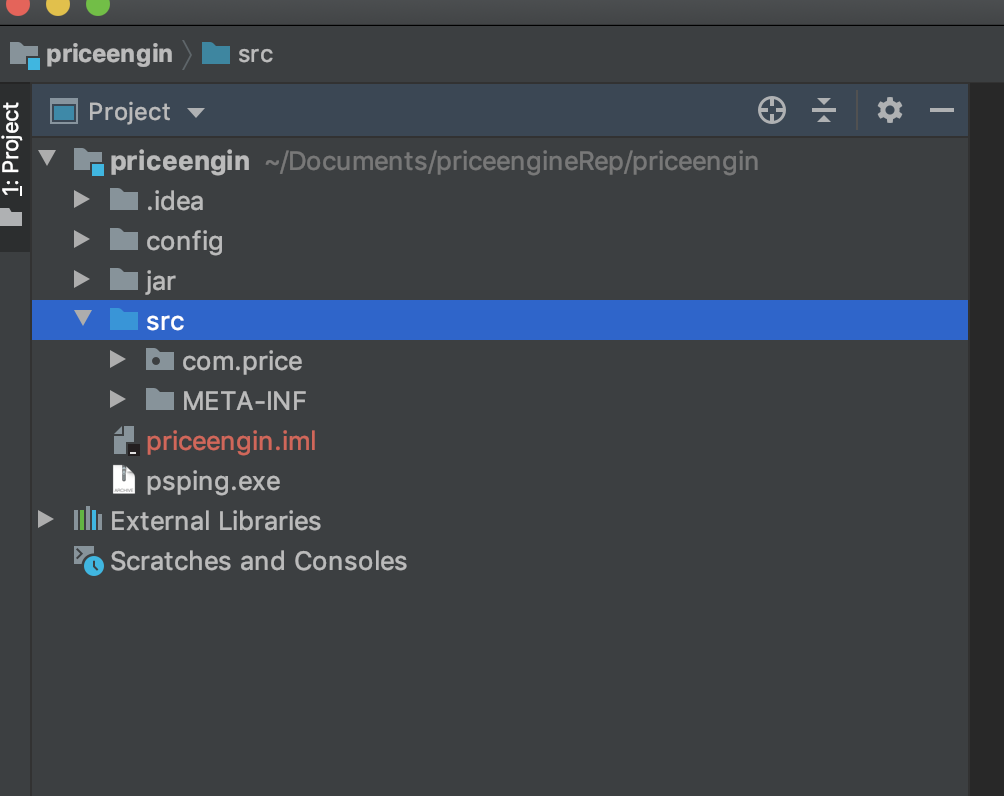 priceengin src
1: Project
Project
priceengin ~/Documents/priceengineRep/priceengin
.idea
config
jar
src
com.price
META-INF
priceengin.iml
psping.exe
External Libraries
Scratches and Consoles